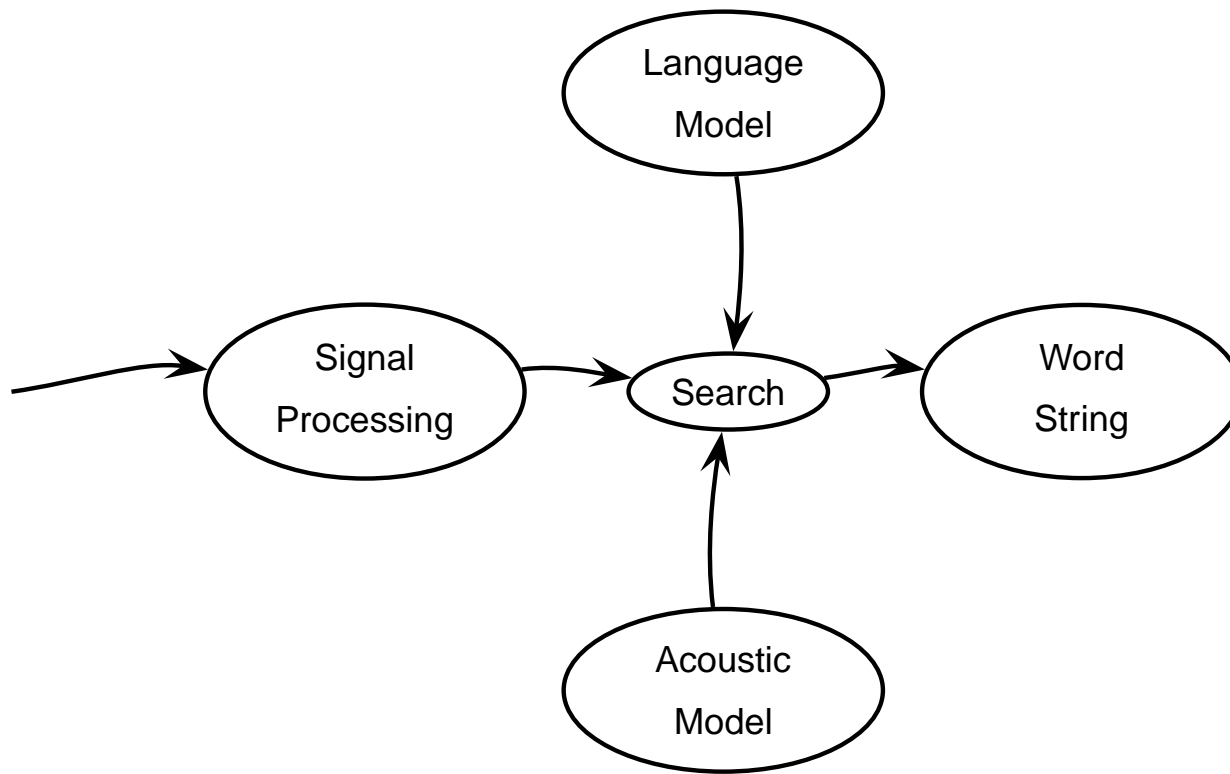 Language
Model
Signal
Processing
Search
Word
String
Acoustic
Model